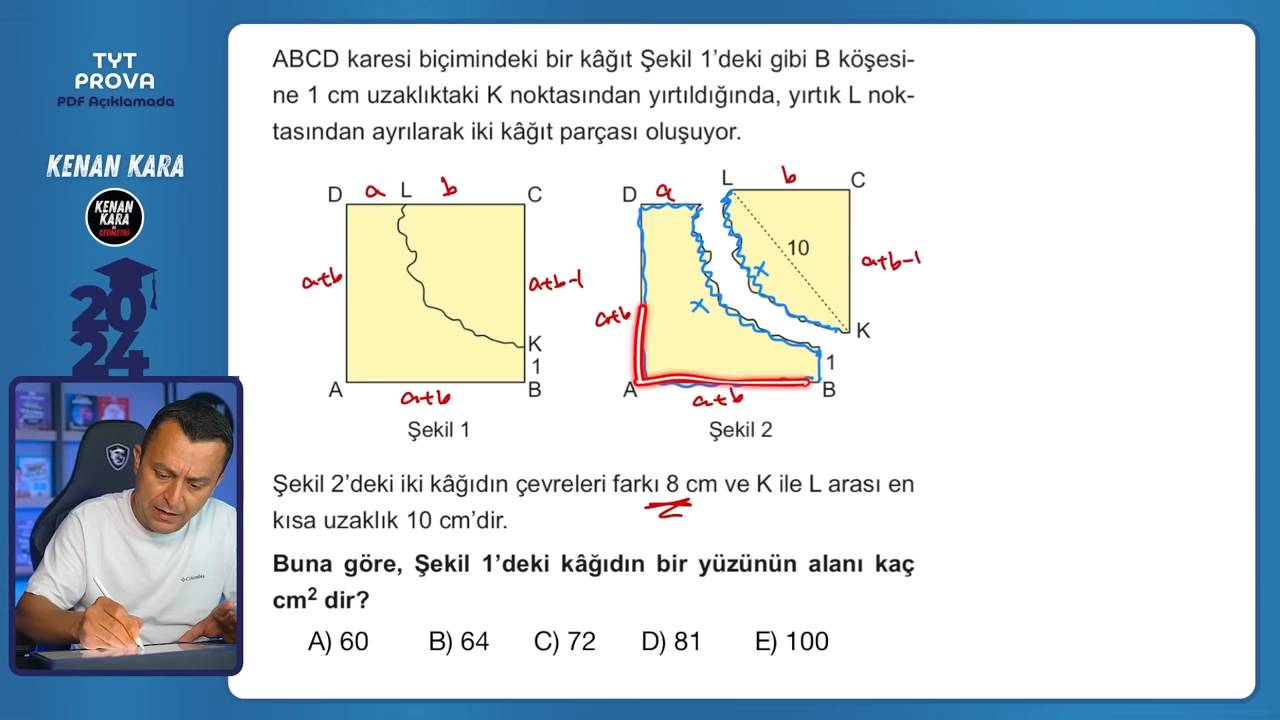 TYT
PROVA
PDF Açıklamada
KENAN KARA
KENAN
KARA
ile
GEOMETRİ
2024
ABCD karesi biçimindeki bir kâğıt Şekil 1'deki gibi B köşesi-
ne 1 cm uzaklıktaki K noktasından yırtıldığında, yırtık L nok-
tasından ayrılarak iki kâğıt parçası oluşuyor.
D a L b C
a+b a+b-1
K
1
A a+b B
Şekil 1
D a L b C
10
a+b a+b-1
x x
K
1
A a+b B
Şekil 2
Şekil 2'deki iki kâğıdın çevreleri farkı 8 cm ve K ile L arası en
kısa uzaklık 10 cm'dir.
Buna göre, Şekil 1'deki kâğıdın bir yüzünün alanı kaç
cm² dir?
A) 60 B) 64 C) 72 D) 81 E) 100
Columbia